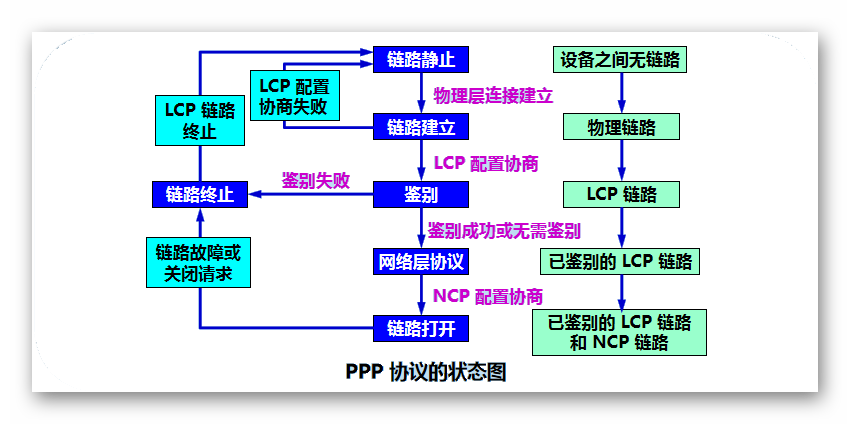 链路静止
设备之间无链路
LCP 配置
协商失败
物理层连接建立
LCP 链路
终止
链路建立
物理链路
LCP 配置协商
鉴别失败
链路终止
鉴别
LCP 链路
鉴别成功或无需鉴别
链路故障或
关闭请求
网络层协议
已鉴别的 LCP 链路
NCP 配置协商
链路打开
已鉴别的 LCP 链路
和 NCP 链路
PPP 协议的状态图